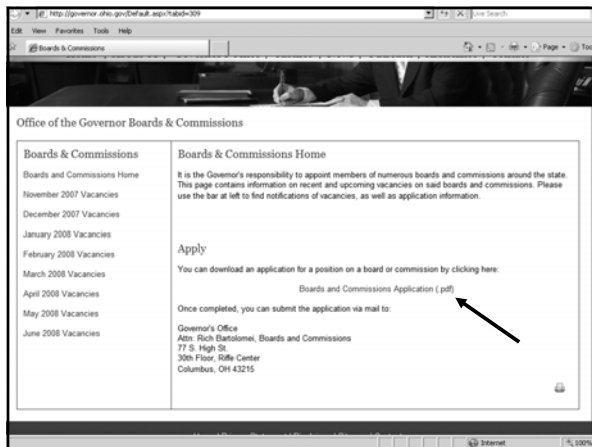 http://governor.ohio.gov/Default.aspx?tabid=309
Live Search
Edit View Favorites Tools Help
Boards & Commissions
Page
Office of the Governor Boards & Commissions
Boards & Commissions
Boards and Commissions Home
November 2007 Vacancies
December 2007 Vacancies
January 2008 Vacancies
February 2008 Vacancies
March 2008 Vacancies
April 2008 Vacancies
May 2008 Vacancies
June 2008 Vacancies
Boards & Commissions Home
It is the Governor's responsibility to appoint members of numerous boards and commissions around the state.
This page contains information on recent and upcoming vacancies on said boards and commissions. Please
use the bar at left to find notifications of vacancies, as well as application information.
Apply
You can download an application for a position on a board or commission by clicking here:
Boards and Commissions Application (.pdf)
Once completed, you can submit the application via mail to:
Governor's Office
Attn: Rich Bartolomei, Boards and Commissions
77 S. High St.
30th Floor, Riffe Center
Columbus, OH 43215
Internet
100%